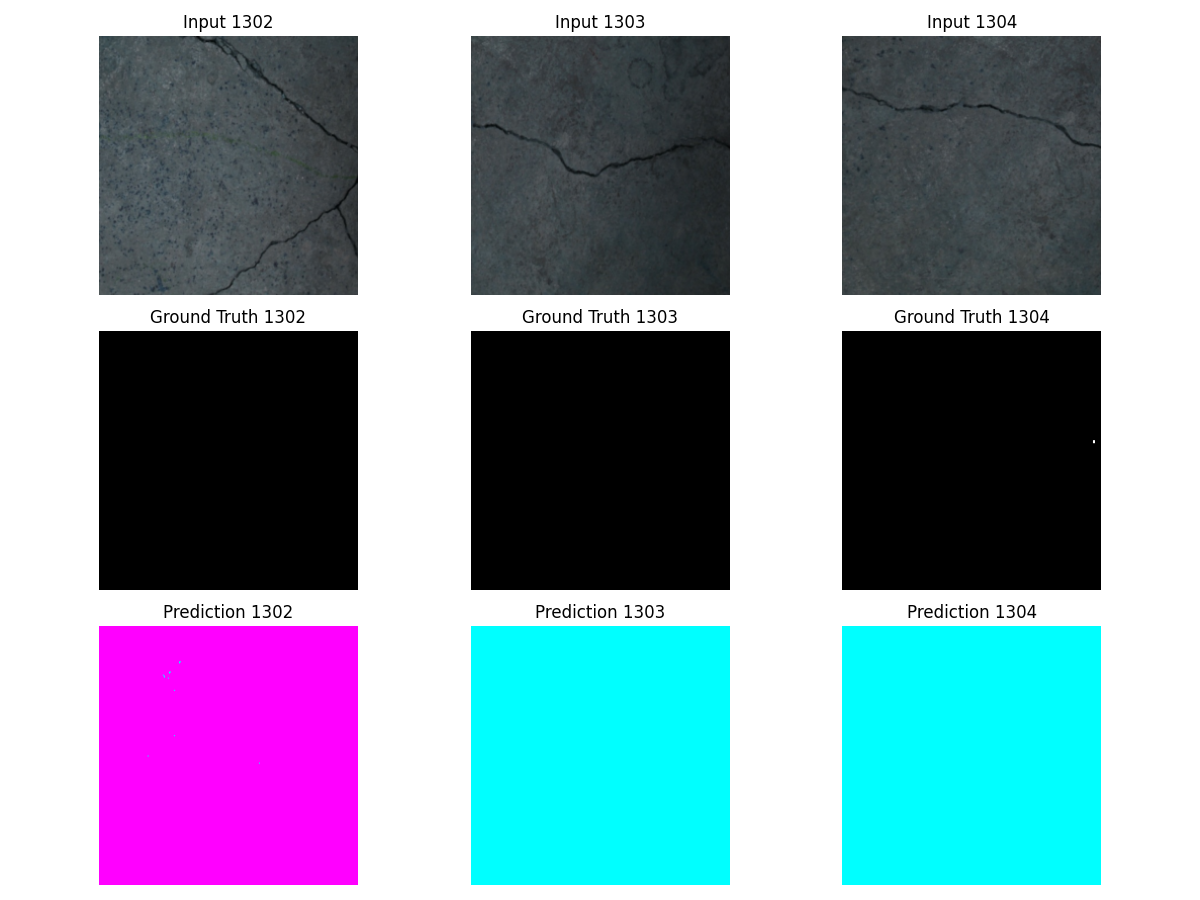 Input 1302
Input 1303
Input 1304
Ground Truth 1302
Ground Truth 1303
Ground Truth 1304
Prediction 1302
Prediction 1303
Prediction 1304